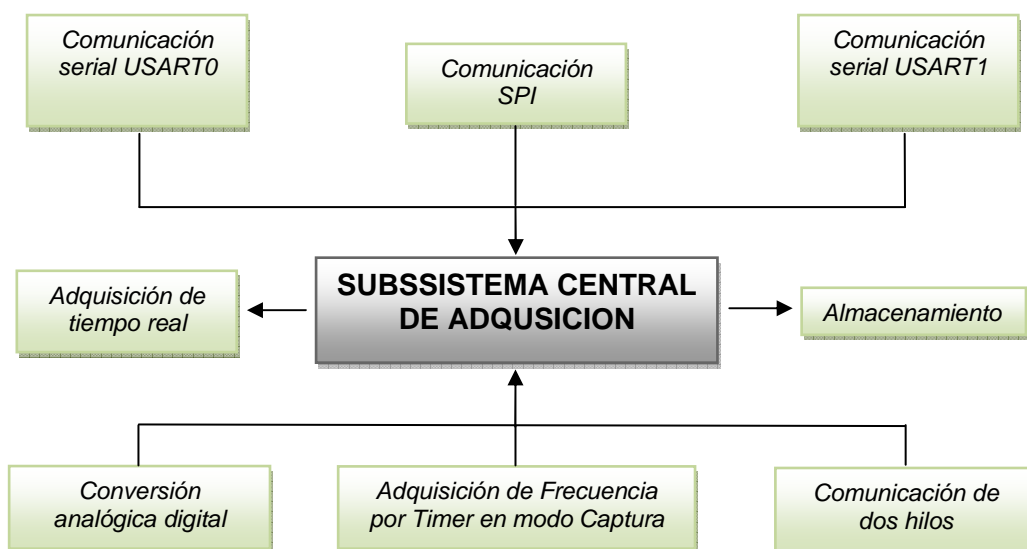 Comunicación
serial USART0
Comunicación
SPI
Comunicación
serial USART1
Adquisición de
tiempo real
SUBSSISTEMA CENTRAL
DE ADQUSICION
Almacenamiento
Conversión
analógica digital
Adquisición de Frecuencia
por Timer en modo Captura
Comunicación de
dos hilos